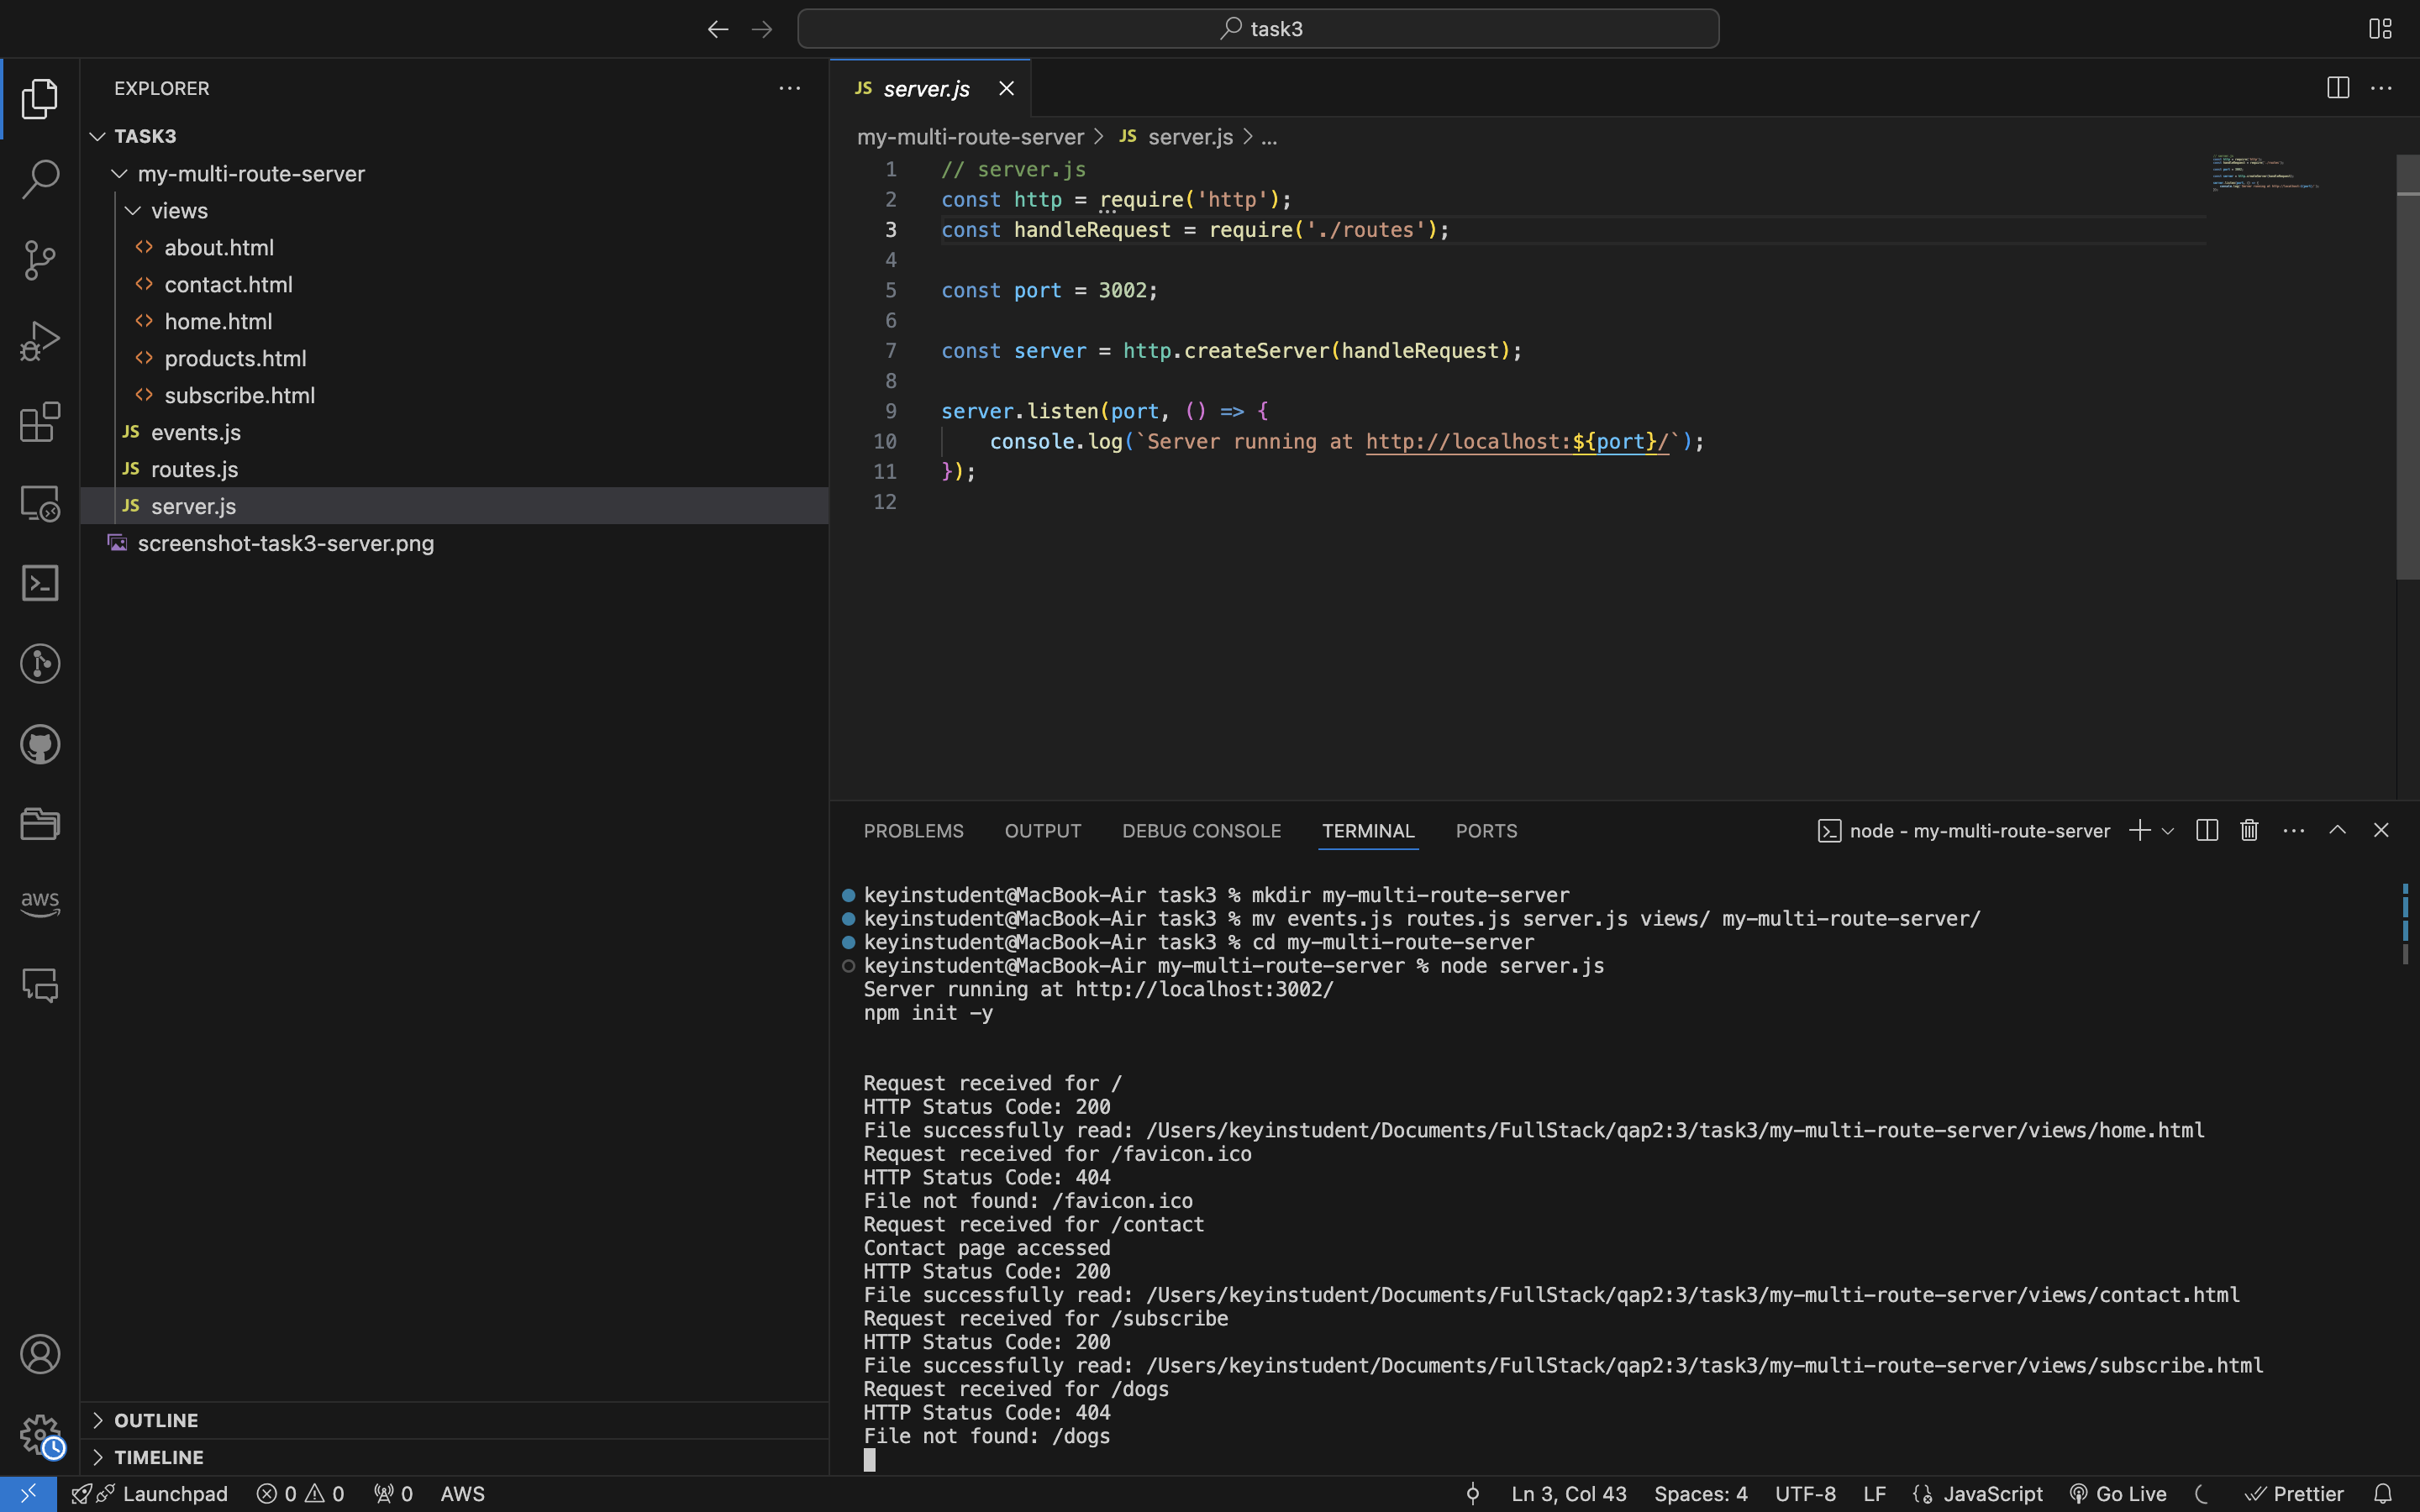 task3
EXPLORER
TASK3
my-multi-route-server
views
<> about.html
<> contact.html
<> home.html
<> products.html
<> subscribe.html
JS events.js
JS routes.js
JS server.js
screenshot-task3-server.png
aws
OUTLINE
TIMELINE
JS server.js
my-multi-route-server > JS server.js > ...
1 // server.js
2 const http = require('http');
3 const handleRequest = require('./routes');
4
5 const port = 3002;
6
7 const server = http.createServer(handleRequest);
8
9 server.listen(port, () => {
10 console.log(`Server running at http://localhost:${port}/`);
11 });
12
PROBLEMS OUTPUT DEBUG CONSOLE TERMINAL PORTS node - my-multi-route-server
keyinstudent@MacBook-Air task3 % mkdir my-multi-route-server
keyinstudent@MacBook-Air task3 % mv events.js routes.js server.js views/ my-multi-route-server/
keyinstudent@MacBook-Air task3 % cd my-multi-route-server
keyinstudent@MacBook-Air my-multi-route-server % node server.js
Server running at http://localhost:3002/
npm init -y
Request received for /
HTTP Status Code: 200
File successfully read: /Users/keyinstudent/Documents/FullStack/qap2:3/task3/my-multi-route-server/views/home.html
Request received for /favicon.ico
HTTP Status Code: 404
File not found: /favicon.ico
Request received for /contact
Contact page accessed
HTTP Status Code: 200
File successfully read: /Users/keyinstudent/Documents/FullStack/qap2:3/task3/my-multi-route-server/views/contact.html
Request received for /subscribe
HTTP Status Code: 200
File successfully read: /Users/keyinstudent/Documents/FullStack/qap2:3/task3/my-multi-route-server/views/subscribe.html
Request received for /dogs
HTTP Status Code: 404
File not found: /dogs
Launchpad 0 0 0 AWS Ln 3, Col 43 Spaces: 4 UTF-8 LF JavaScript Go Live Prettier